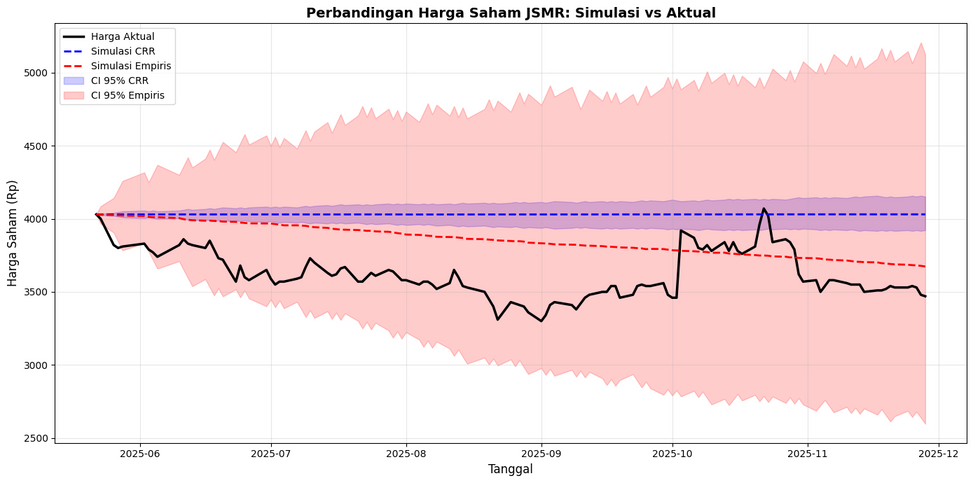 Perbandingan Harga Saham JSMR: Simulasi vs Aktual
Harga Aktual
Simulasi CRR
Simulasi Empiris
CI 95% CRR
CI 95% Empiris
Harga Saham (Rp)
5000
4500
4000
3500
3000
2500
2025-06 2025-07 2025-08 2025-09 2025-10 2025-11 2025-12
Tanggal